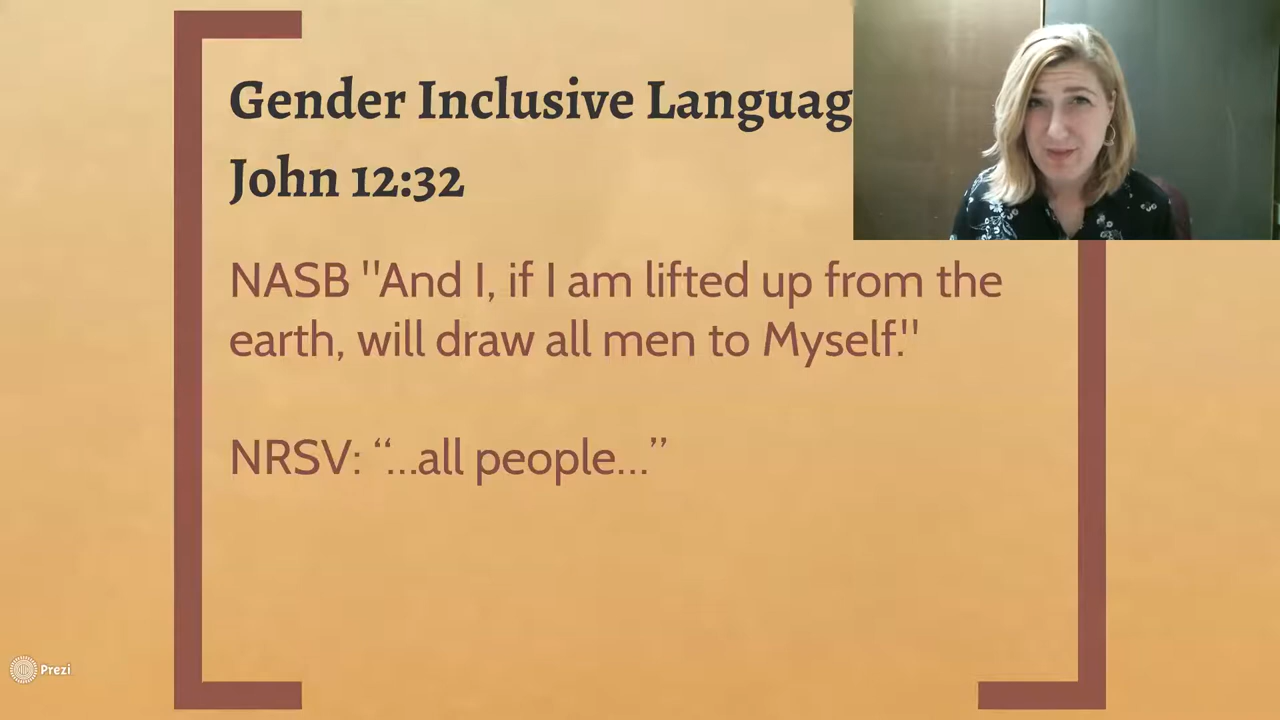 Gender Inclusive Languag
John 12:32
NASB "And I, if I am lifted up from the
earth, will draw all men to Myself."
NRSV: “...all people...”
Prezi